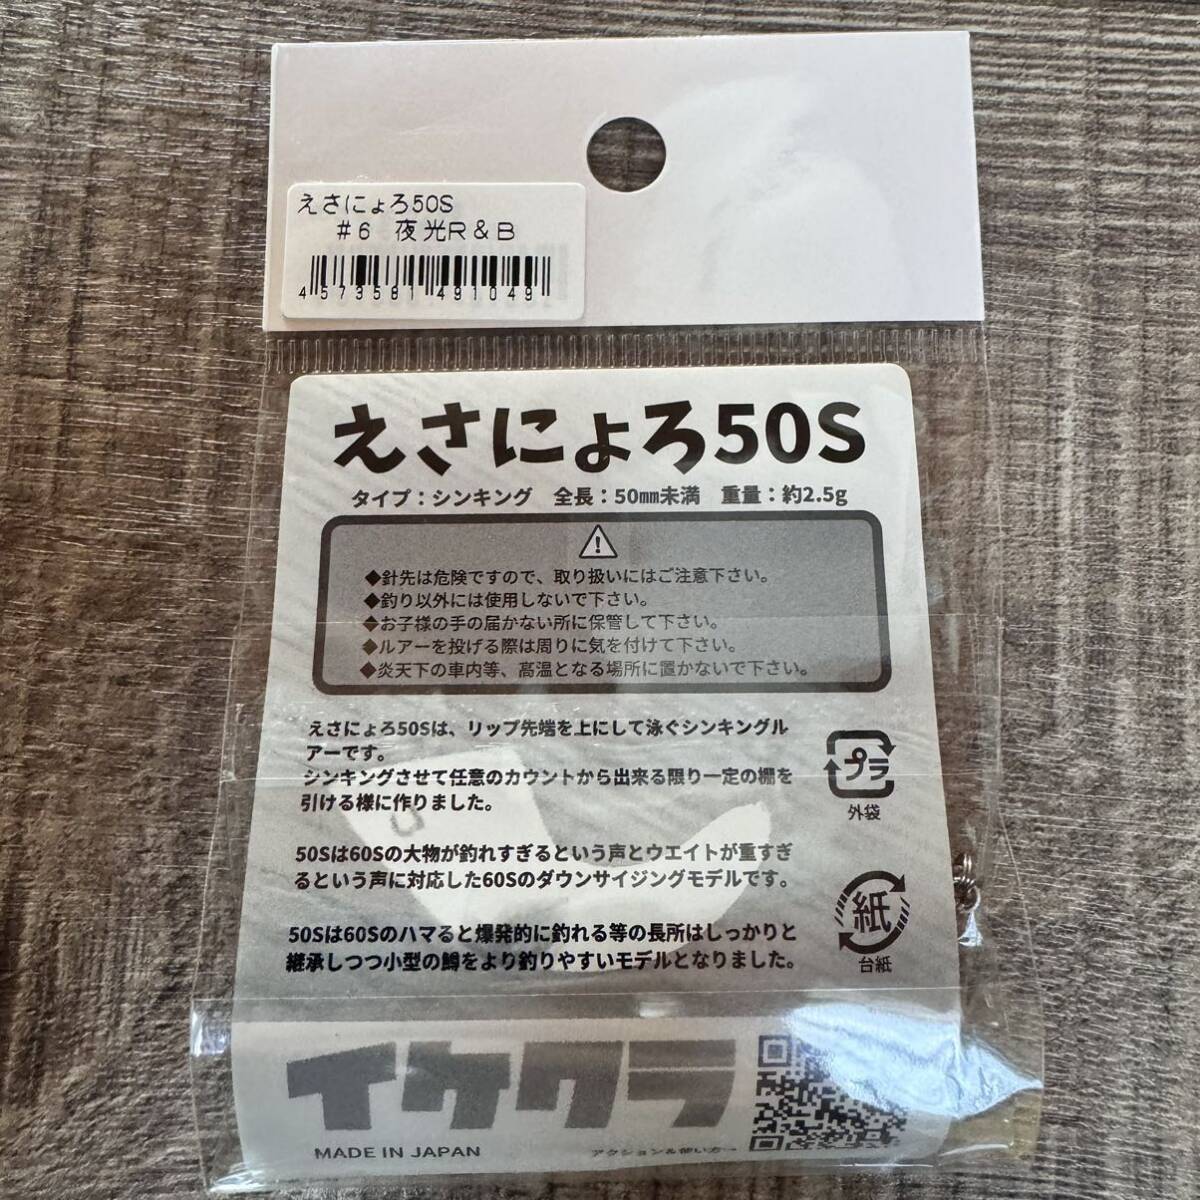 えさにょろ50S
#6 夜光R&B
4573581491049
えさにょろ50S
タイプ:シンキング 全長:50㎜未満 重量:約2.5g
◆針先は危険ですので、取り扱いにはご注意下さい。
◆釣り以外には使用しないで下さい。
◆お子様の手の届かない所に保管して下さい。
◆ルアーを投げる際は周りに気を付けて下さい。
◆炎天下の車内等、高温となる場所に置かないで下さい。
えさにょろ50Sは、リップ先端を上にして泳ぐシンキングル
アーです。
シンキングさせて任意のカウントから出来る限り一定の棚を
引ける様に作りました。
プラ
外袋
50Sは60Sの大物が釣れすぎるという声とウエイトが重すぎ
るという声に対応した60Sのダウンサイジングモデルです。
紙
台紙
50Sは60Sのハマると爆発的に釣れる等の長所はしっかりと
継承しつつ小型の鱒をより釣りやすいモデルとなりました。
イケクラ
MADE IN JAPAN
アクション&使い方→